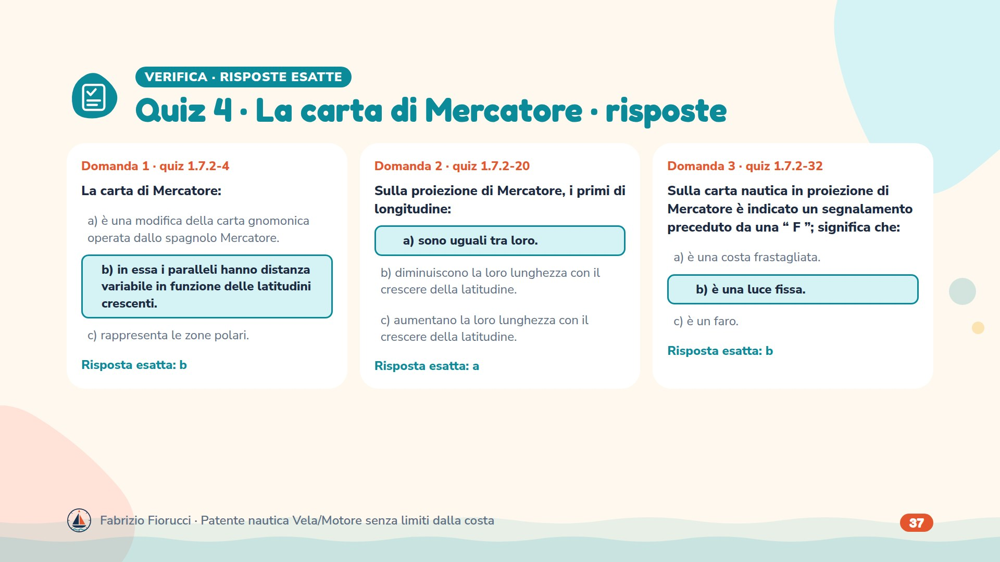 VERIFICA · RISPOSTE ESATTE
Quiz 4 · La carta di Mercatore · risposte
Domanda 1 · quiz 1.7.2-4
La carta di Mercatore:
a) è una modifica della carta gnomonica
operata dallo spagnolo Mercatore.
b) in essa i paralleli hanno distanza
variabile in funzione delle latitudini
crescenti.
c) rappresenta le zone polari.
Risposta esatta: b
Domanda 2 · quiz 1.7.2-20
Sulla proiezione di Mercatore, i primi di
longitudine:
a) sono uguali tra loro.
b) diminuiscono la loro lunghezza con il
crescere della latitudine.
c) aumentano la loro lunghezza con il
crescere della latitudine.
Risposta esatta: a
Domanda 3 · quiz 1.7.2-32
Sulla carta nautica in proiezione di
Mercatore è indicato un segnalamento
preceduto da una “ F ”; significa che:
a) è una costa frastagliata.
b) è una luce fissa.
c) è un faro.
Risposta esatta: b
Fabrizio Fiorucci · Patente nautica Vela/Motore senza limiti dalla costa
37